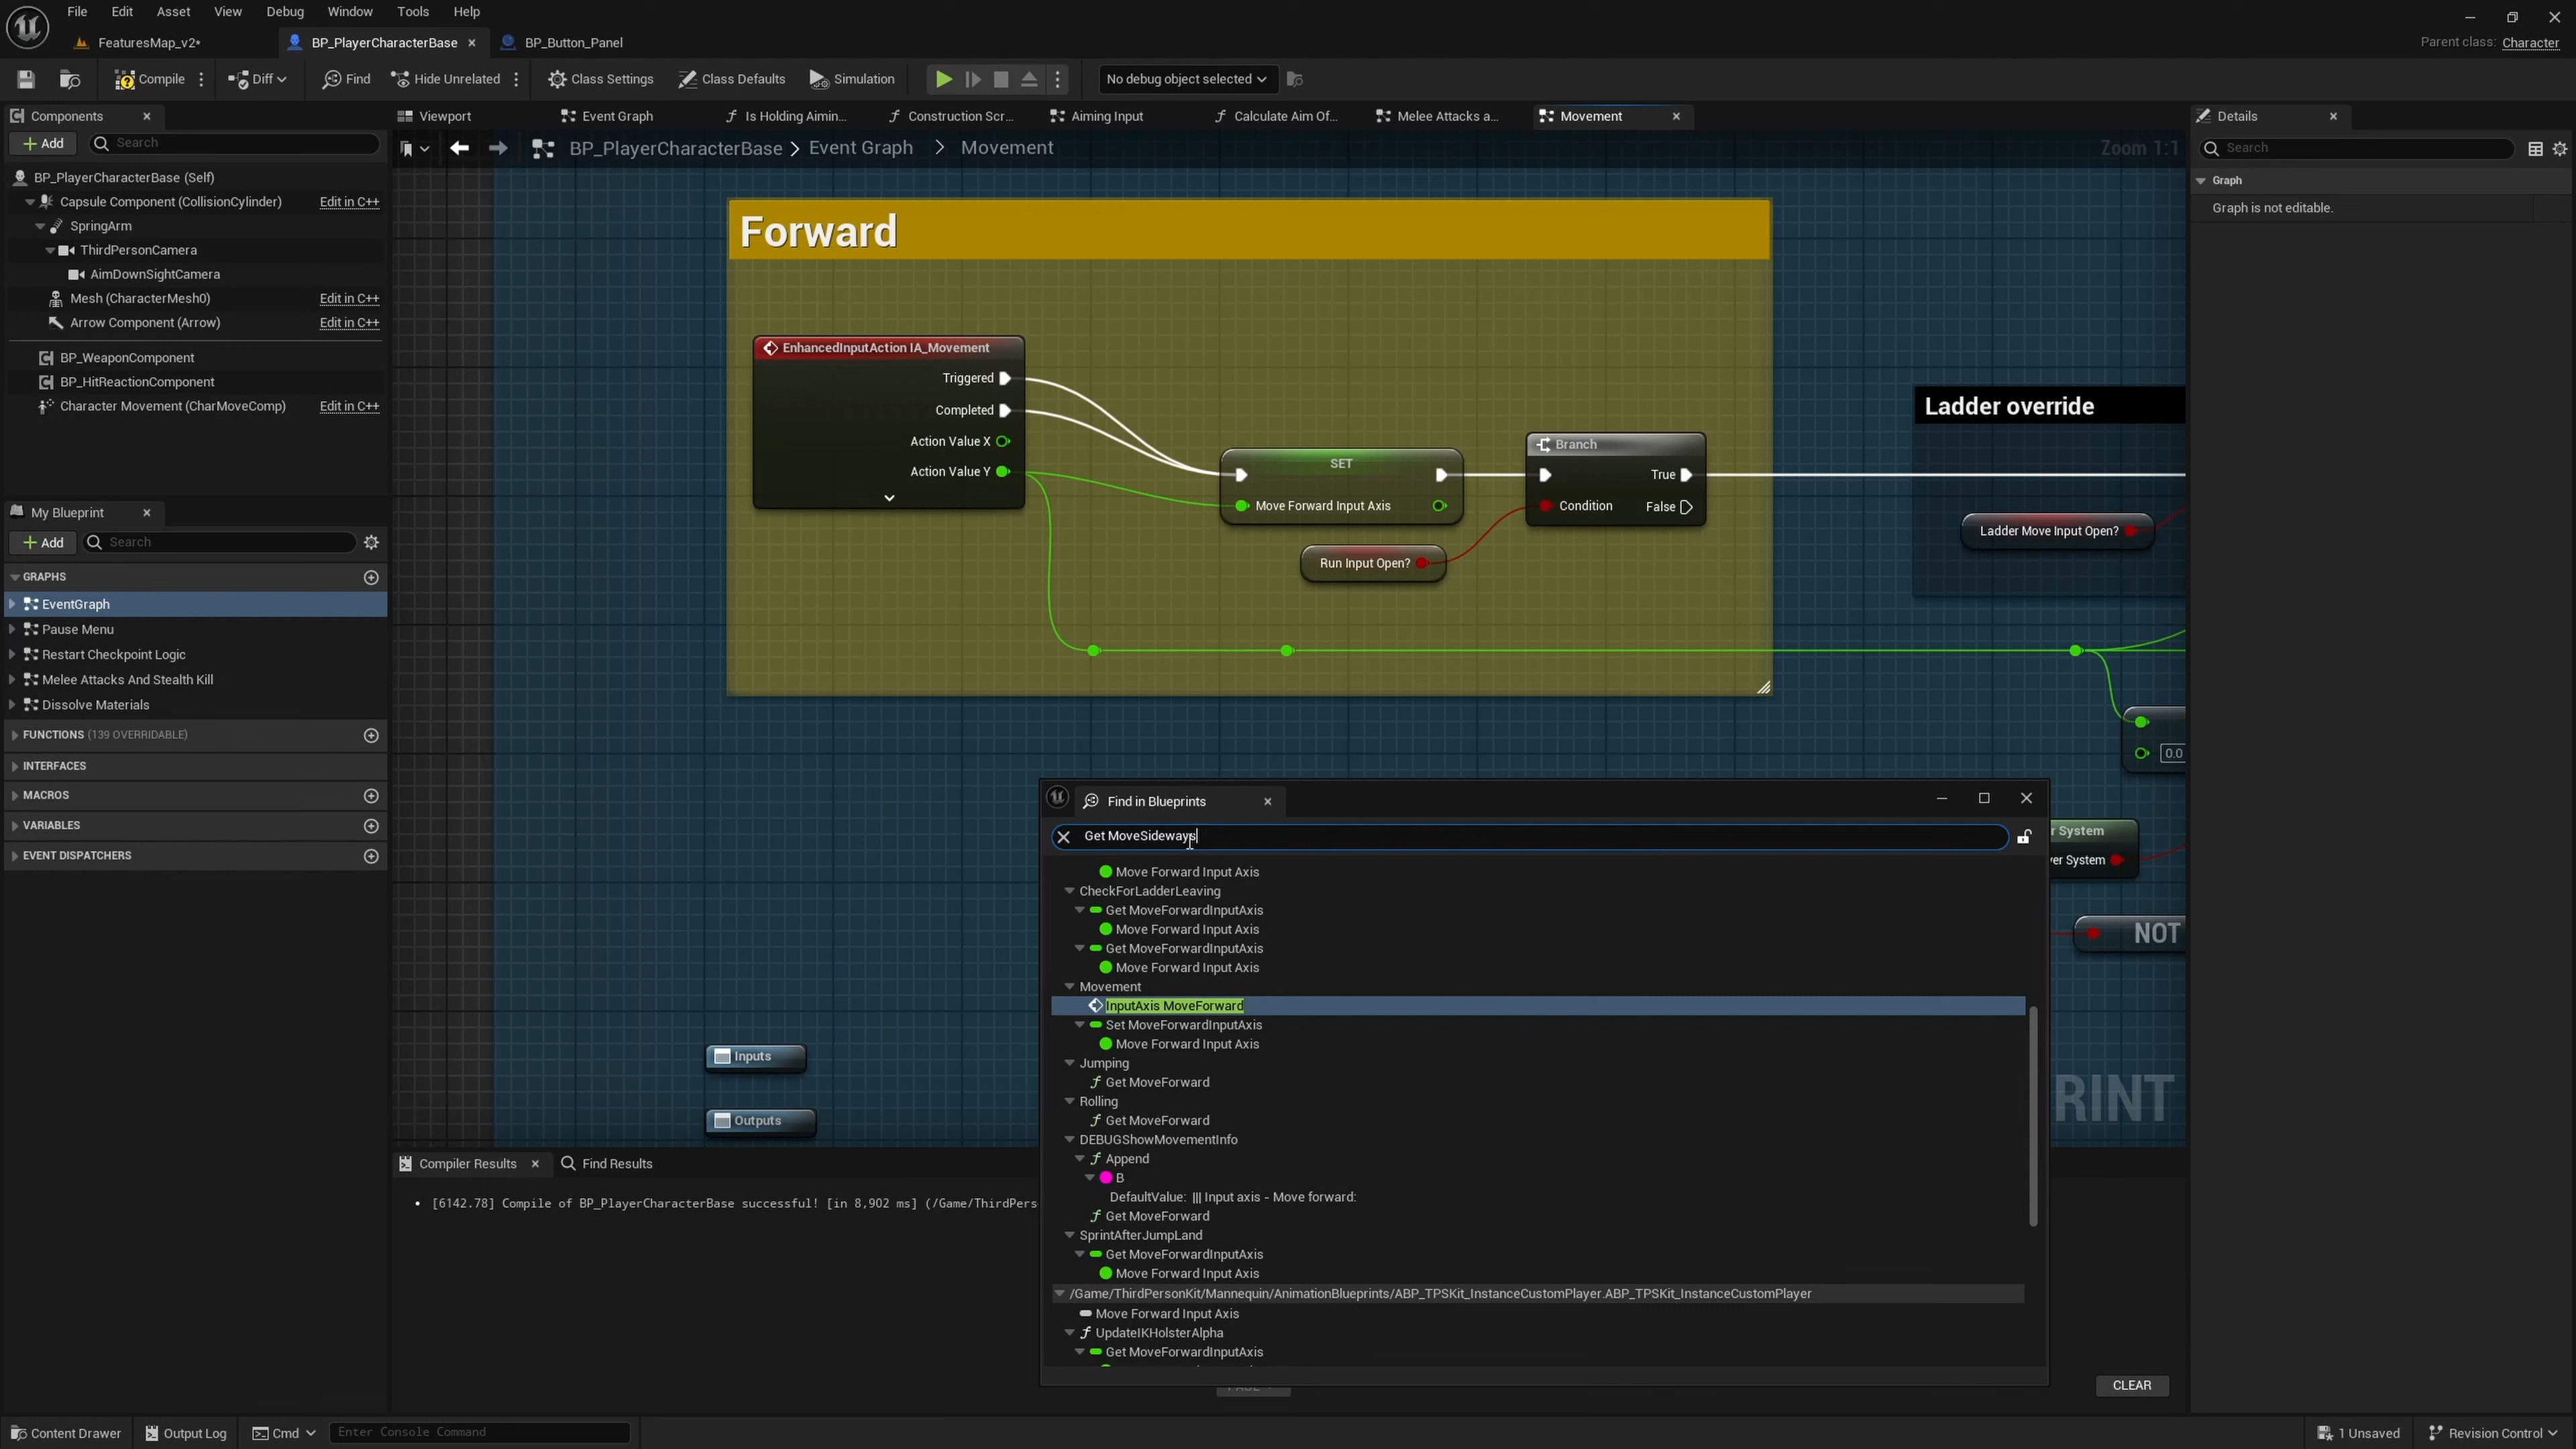 File Edit Asset View Debug Window Tools Help
FeaturesMap_v2* BP_PlayerCharacterBase BP_Button_Panel
Parent class: Character
Compile Diff Find Hide Unrelated Class Settings Class Defaults Simulation No debug object selected
Components
Add Search
BP_PlayerCharacterBase (Self)
Capsule Component (CollisionCylinder) Edit in C++
SpringArm
ThirdPersonCamera
AimDownSightCamera
Mesh (CharacterMesh0) Edit in C++
Arrow Component (Arrow) Edit in C++
BP_WeaponComponent
BP_HitReactionComponent
Character Movement (CharMoveComp) Edit in C++
My Blueprint
Add Search
GRAPHS
EventGraph
Pause Menu
Restart Checkpoint Logic
Melee Attacks And Stealth Kill
Dissolve Materials
FUNCTIONS (139 OVERRIDABLE)
INTERFACES
MACROS
VARIABLES
EVENT DISPATCHERS
Viewport Event Graph Is Holding Aimin... Construction Scr... Aiming Input Calculate Aim Of... Melee Attacks a... Movement
BP_PlayerCharacterBase > Event Graph > Movement
Zoom 1:1
Forward
EnhancedInputAction IA_Movement
Triggered
Completed
Action Value X
Action Value Y
SET
Move Forward Input Axis
Branch
True
Condition False
Run Input Open?
Ladder override
Ladder Move Input Open?
0.0
r System
ver System
NOT
RINT
Inputs
Outputs
Find in Blueprints
Get MoveSideways
Move Forward Input Axis
CheckForLadderLeaving
Get MoveForwardInputAxis
Move Forward Input Axis
Get MoveForwardInputAxis
Move Forward Input Axis
Movement
InputAxis MoveForward
Set MoveForwardInputAxis
Move Forward Input Axis
Jumping
Get MoveForward
Rolling
Get MoveForward
DEBUGShowMovementInfo
Append
B
DefaultValue: ||| Input axis - Move forward:
Get MoveForward
SprintAfterJumpLand
Get MoveForwardInputAxis
Move Forward Input Axis
/Game/ThirdPersonKit/Mannequin/AnimationBlueprints/ABP_TPSKit_InstanceCustomPlayer.ABP_TPSKit_InstanceCustomPlayer
Move Forward Input Axis
UpdateIKHolsterAlpha
Get MoveForwardInputAxis
Compiler Results Find Results
[6142.78] Compile of BP_PlayerCharacterBase successful! [in 8,902 ms] (/Game/ThirdPers
CLEAR
Details
Search
Graph
Graph is not editable.
Content Drawer Output Log Cmd Enter Console Command 1 Unsaved Revision Control